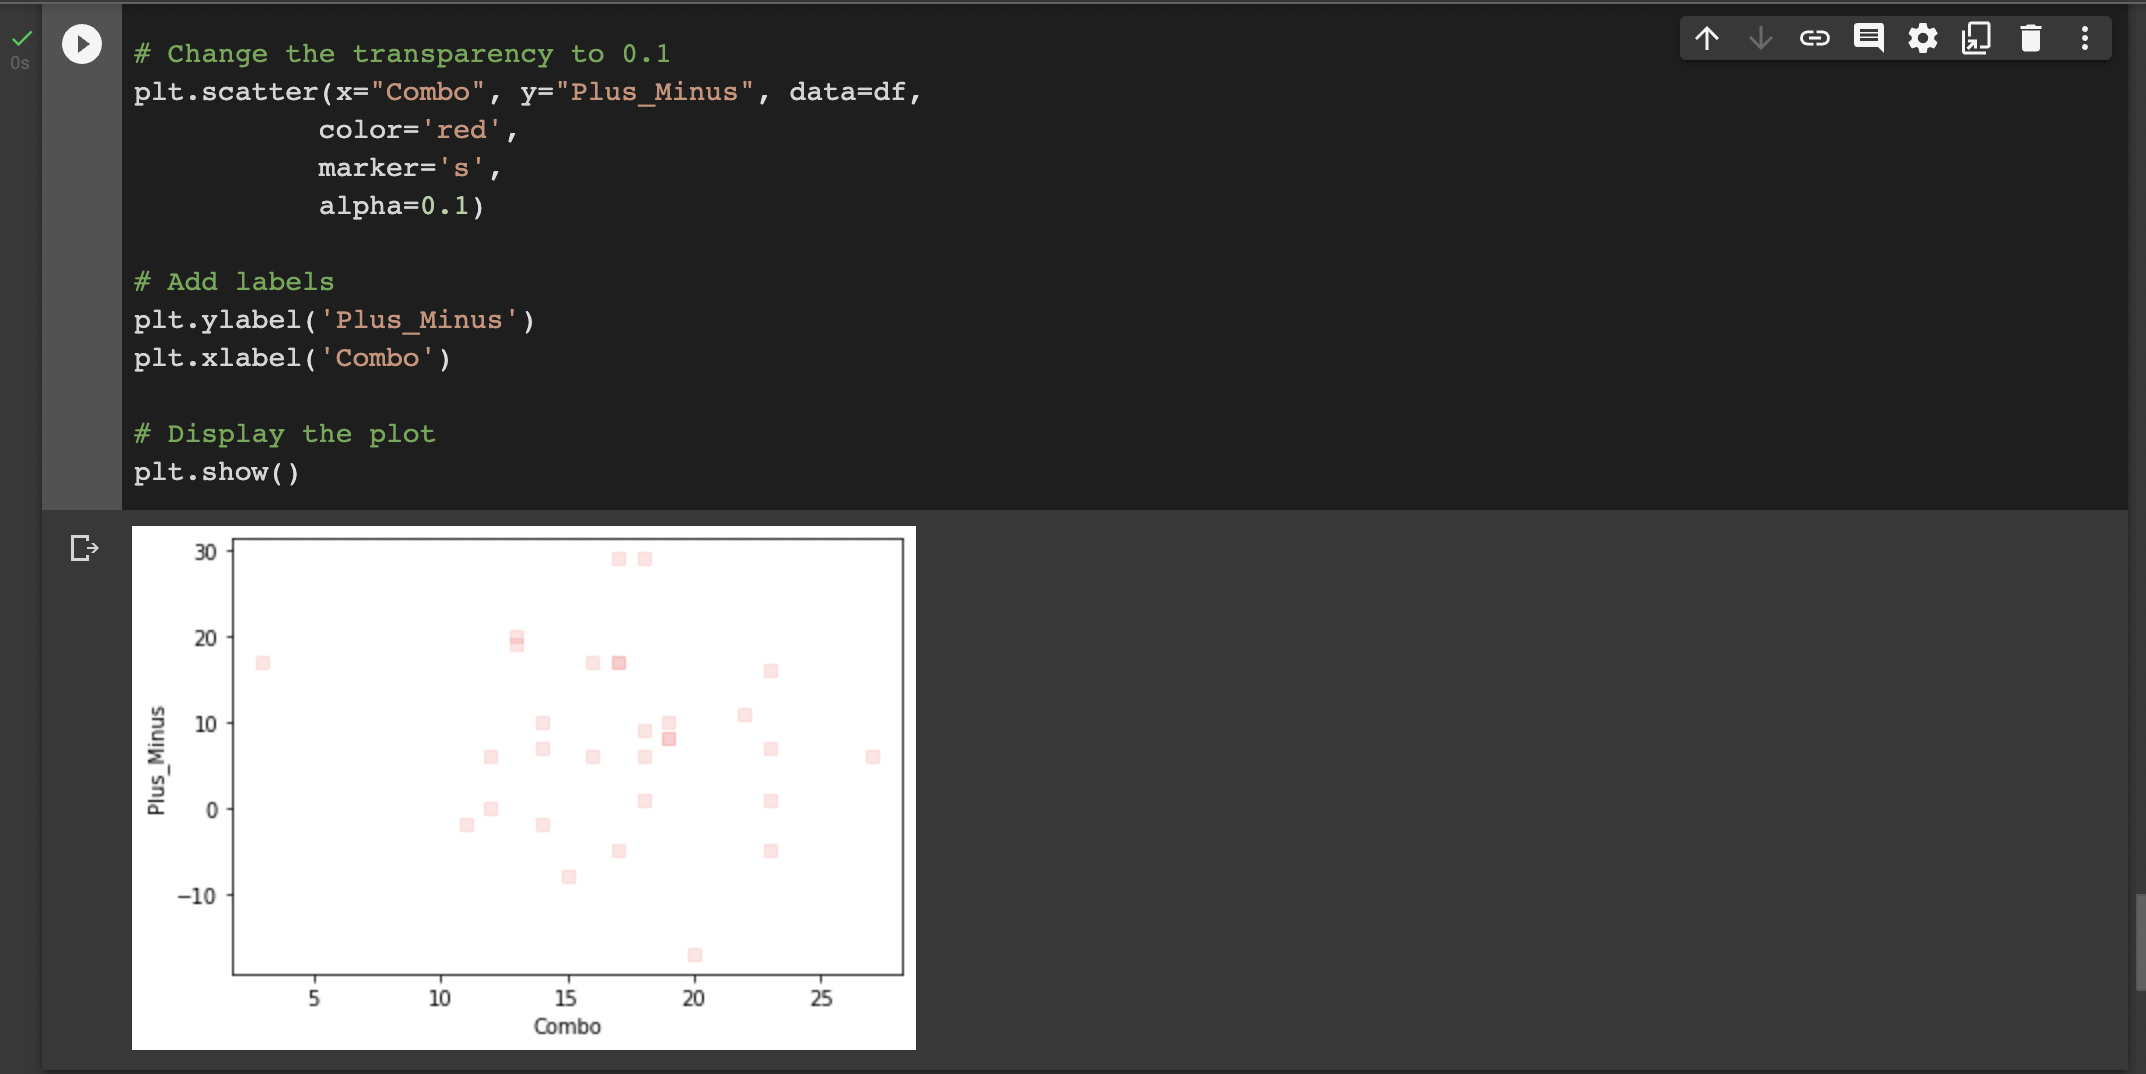 # Change the transparency to 0.1
plt.scatter(x="Combo", y="Plus_Minus", data=df,
color='red',
marker='s',
alpha=0.1)
# Add labels
plt.ylabel('Plus_Minus')
plt.xlabel('Combo')
# Display the plot
plt.show()
0s
30
20
10
0
−10
Plus_Minus
5 10 15 20 25
Combo